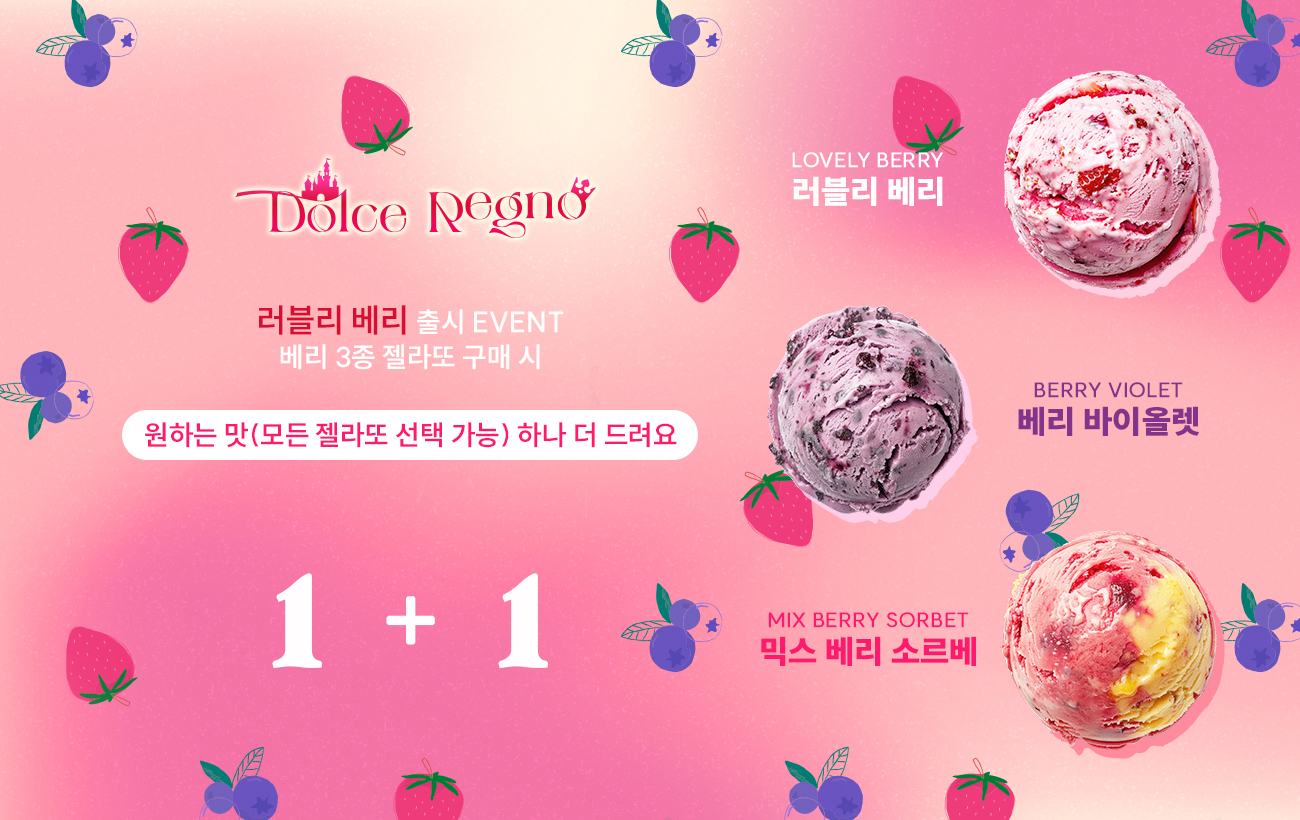 Dolce Regno
러블리 베리 출시 EVENT
베리 3종 젤라또 구매 시
원하는 맛(모든 젤라또 선택 가능) 하나 더 드려요
1 + 1
LOVELY BERRY
러블리 베리
BERRY VIOLET
베리 바이올렛
MIX BERRY SORBET
믹스 베리 소르베